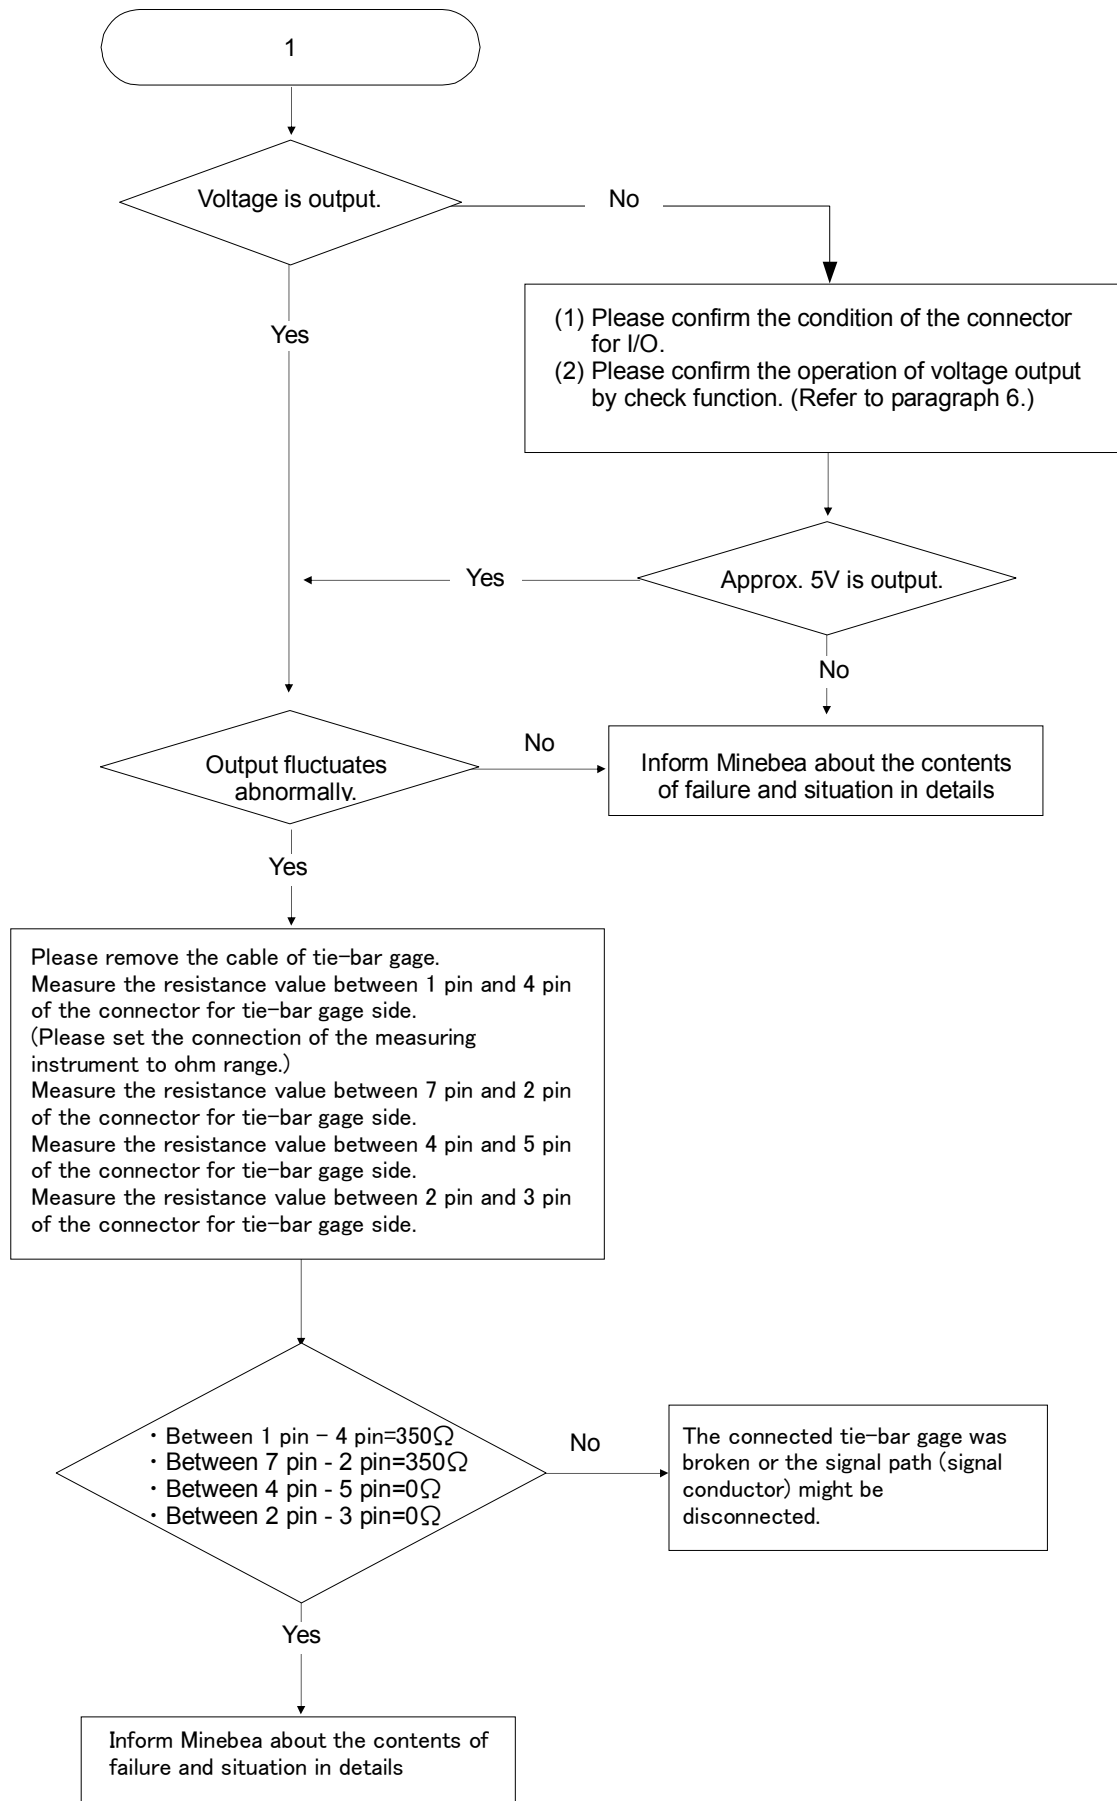 1
Voltage is output.
No
Yes
(1) Please confirm the condition of the connector
for I/O.
(2) Please confirm the operation of voltage output
by check function. (Refer to paragraph 6.)
Yes
Approx. 5V is output.
No
Output fluctuates
abnormally.
No
Inform Minebea about the contents
of failure and situation in details
Yes
Please remove the cable of tie-bar gage.
Measure the resistance value between 1 pin and 4 pin
of the connector for tie-bar gage side.
(Please set the connection of the measuring
instrument to ohm range.)
Measure the resistance value between 7 pin and 2 pin
of the connector for tie-bar gage side.
Measure the resistance value between 4 pin and 5 pin
of the connector for tie-bar gage side.
Measure the resistance value between 2 pin and 3 pin
of the connector for tie-bar gage side.
・Between 1 pin - 4 pin=350Ω
・Between 7 pin - 2 pin=350Ω
・Between 4 pin - 5 pin=0Ω
・Between 2 pin - 3 pin=0Ω
No
The connected tie-bar gage was
broken or the signal path (signal
conductor) might be
disconnected.
Yes
Inform Minebea about the contents of
failure and situation in details